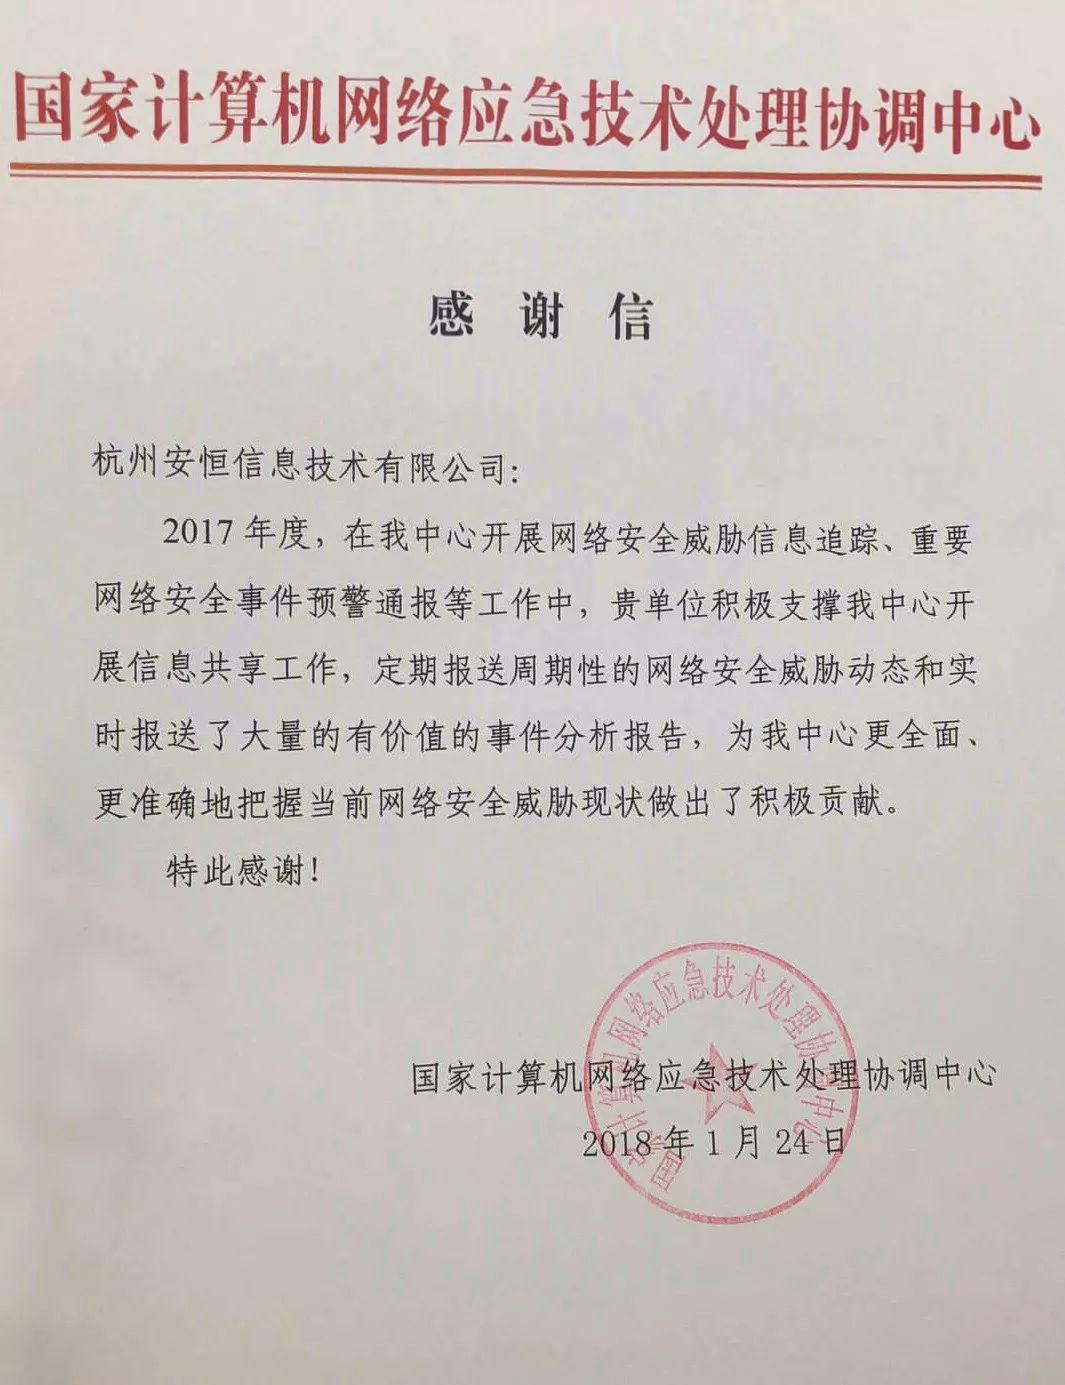 国家计算机网络应急技术处理协调中心
感谢信
杭州安恒信息技术有限公司：
2017 年度，在我中心开展网络安全威胁信息追踪、重要
网络安全事件预警通报等工作中，贵单位积极支撑我中心开
展信息共享工作，定期报送周期性的网络安全威胁动态和实
时报送了大量的有价值的事件分析报告，为我中心更全面、
更准确地把握当前网络安全威胁现状做出了积极贡献。
特此感谢！
国家计算机网络应急技术处理协调中心
国家计算机网络应急技术处理协调中心
2018 年 1 月 24 日